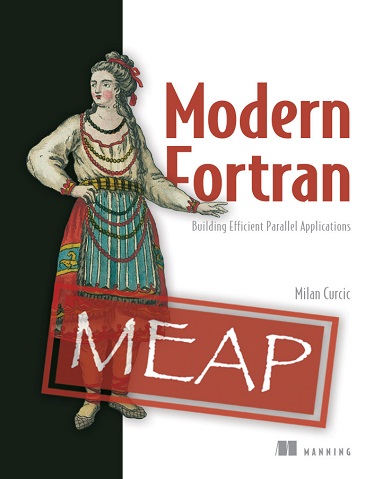 Modern
Fortran
Building Efficient Parallel Applications
Milan Curcic
MEAP
MANNING